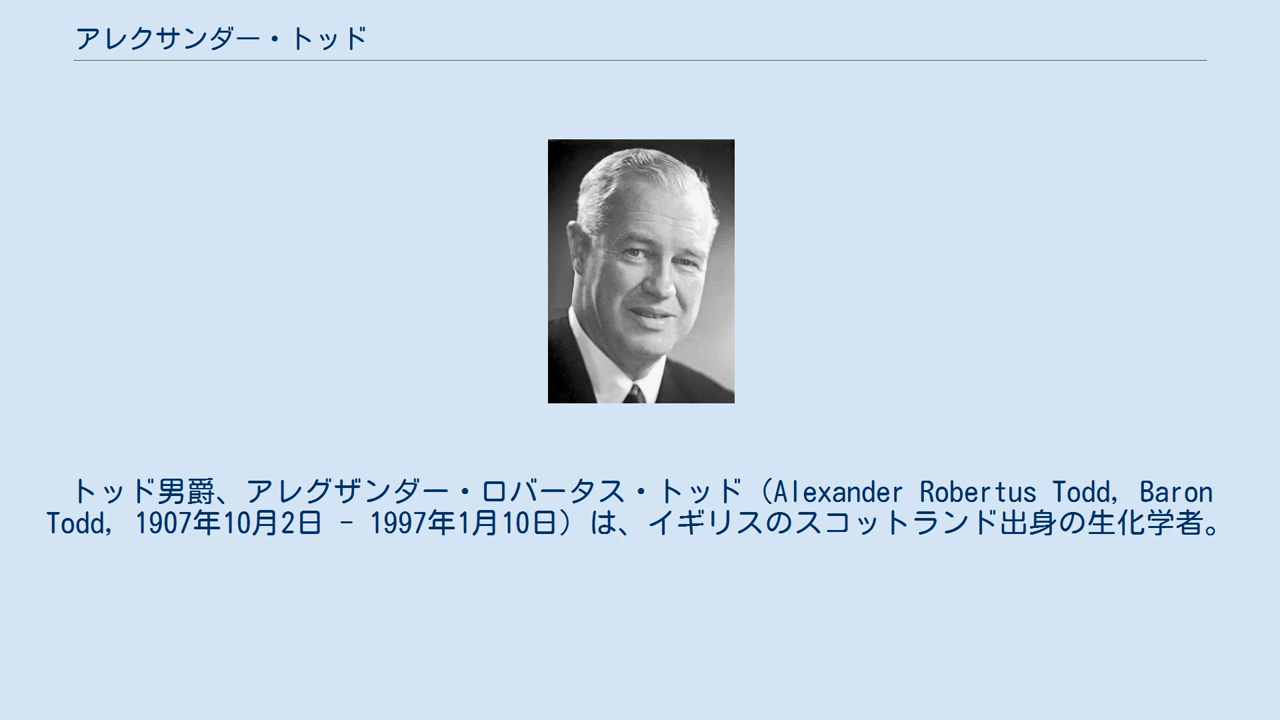 アレクサンダー・トッド
トッド男爵、アレグザンダー・ロバータス・トッド（Alexander Robertus Todd, Baron
Todd, 1907年10月2日 - 1997年1月10日）は、イギリスのスコットランド出身の生化学者。